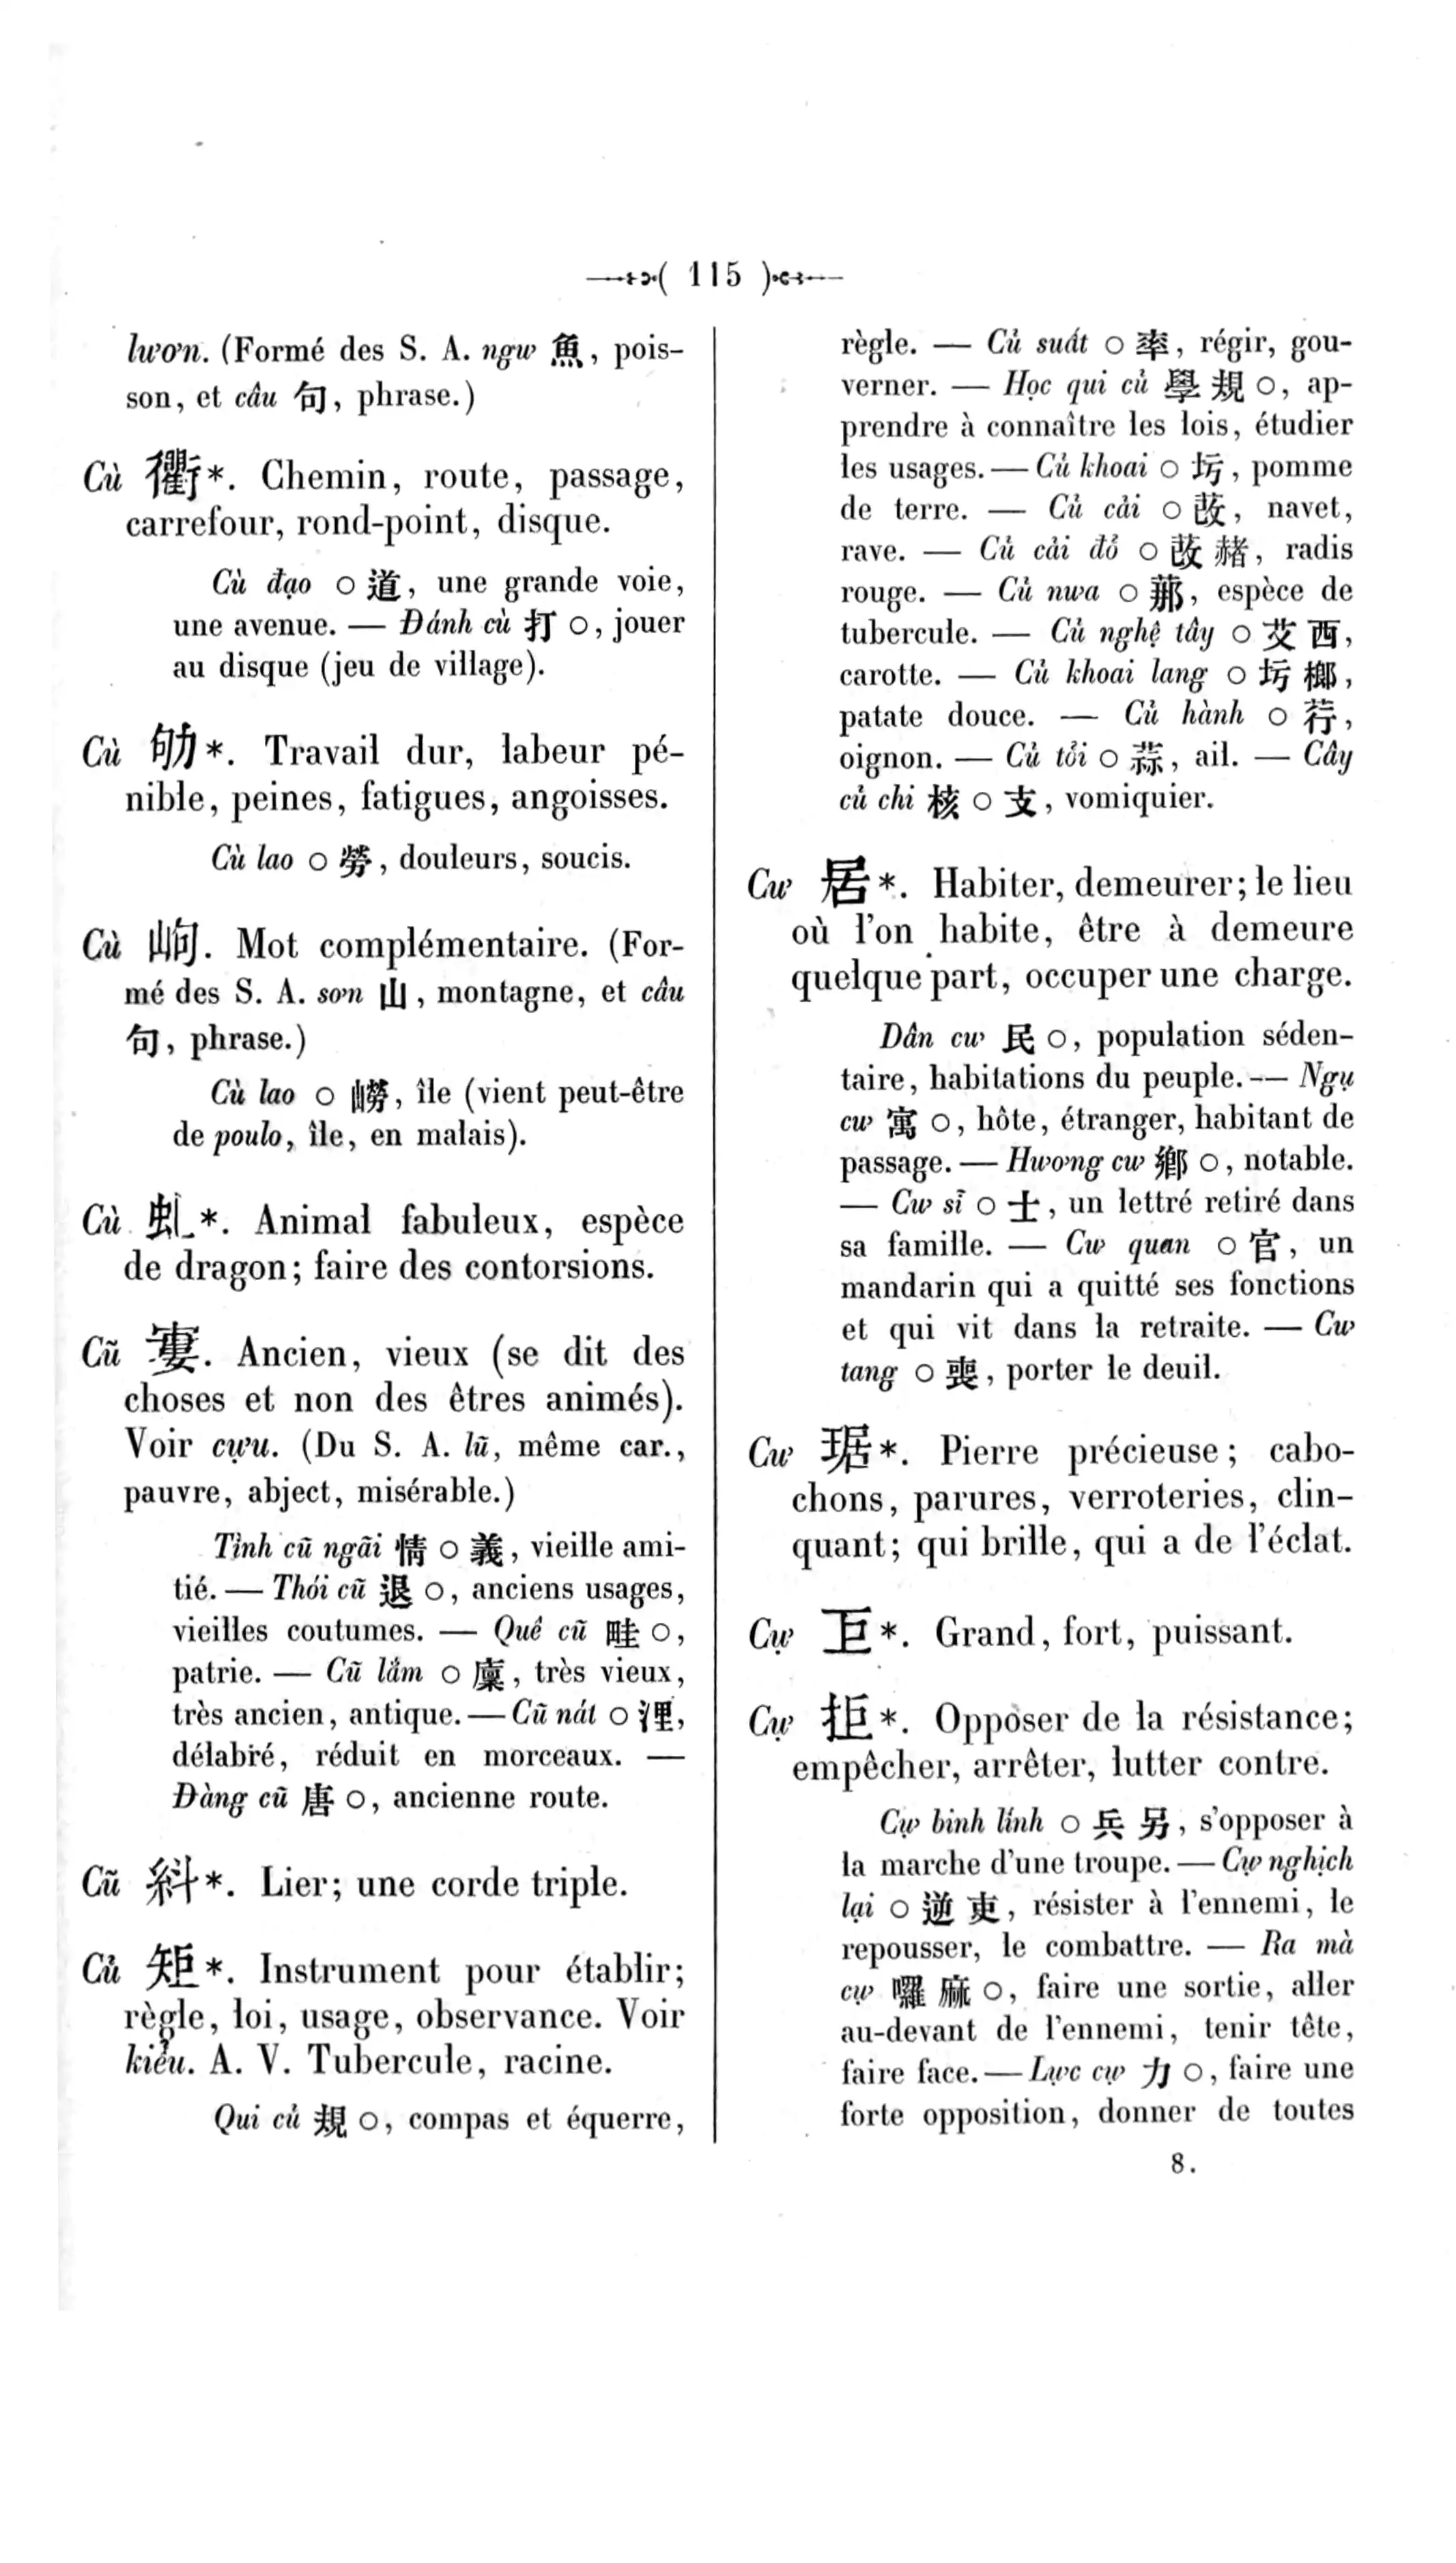 ( 115 )
lươn. (Formé des S. A. ngư 魚, pois-
son, et câu 句, phrase.)
Cù 衢*. Chemin, route, passage,
carrefour, rond-point, disque.
Cù đạo ○ 道, une grande voie,
une avenue. — Đánh cù 打 ○, jouer
au disque (jeu de village).
Cù 劬*. Travail dur, labeur pé-
nible, peines, fatigues, angoisses.
Cù lao ○ 勞, douleurs, soucis.
Cù 岣. Mot complémentaire. (For-
mé des S. A. sơn 山, montagne, et câu
句, phrase.)
Cù lao ○ 嶗, île (vient peut-être
de poulo, île, en malais).
Cù 虬*. Animal fabuleux, espèce
de dragon; faire des contorsions.
Cũ 寠. Ancien, vieux (se dit des
choses et non des êtres animés).
Voir cựu. (Du S. A. lũ, même car.,
pauvre, abject, misérable.)
Tình cũ ngãi 情 ○ 義, vieille ami-
tié. — Thói cũ 退 ○, anciens usages,
vieilles coutumes. — Quê cũ 畦 ○,
patrie. — Cũ lắm ○ 廩, très vieux,
très ancien, antique. — Cũ nát ○ 湼,
délabré, réduit en morceaux. —
Đàng cũ 唐 ○, ancienne route.
Cũ 糾*. Lier; une corde triple.
Củ 矩*. Instrument pour établir;
règle, loi, usage, observance. Voir
kiểu. A. V. Tubercule, racine.
Qui củ 規 ○, compas et équerre,
règle. — Củ suất ○ 率, régir, gou-
verner. — Học qui củ 學 規 ○, ap-
prendre à connaître les lois, étudier
les usages. — Củ khoai ○ 圬, pomme
de terre. — Củ cải ○ 荿, navet,
rave. — Củ cải đỏ ○ 赭, radis
rouge. — Củ nưa ○, espèce de
tubercule. — Củ nghệ tây ○ 艾 西,
carotte. — Củ khoai lang ○ 圬 榔,
patate douce. — Củ hành ○ 荇,
oignon. — Củ tỏi ○ 蒜, ail. — Cây
củ chi 核 ○ 支, vomiquier.
Cư 居*. Habiter, demeurer; le lieu
où l'on habite, être à demeure
quelque part, occuper une charge.
Dân cư 民 ○, population séden-
taire, habitations du peuple. — Ngụ
cư 寓 ○, hôte, étranger, habitant de
passage. — Hương cư 鄉 ○, notable.
— Cư sĩ ○ 士, un lettré retiré dans
sa famille. — Cư quan ○ 官, un
mandarin qui a quitté ses fonctions
et qui vit dans la retraite. — Cư
tang ○ 喪, porter le deuil.
Cư 琚*. Pierre précieuse; cabo-
chons, parures, verroteries, clin-
quant; qui brille, qui a de l'éclat.
Cự 巨*. Grand, fort, puissant.
Cự 拒*. Opposer de la résistance;
empêcher, arrêter, lutter contre.
Cự binh lính ○ 兵 另, s'opposer à
la marche d'une troupe. — Cự nghịch
lại ○ 逆 吏, résister à l'ennemi, le
repousser, le combattre. — Ra mà
cự 囉 麻 ○, faire une sortie, aller
au-devant de l'ennemi, tenir tête,
faire face. — Lực cự 力 ○, faire une
forte opposition, donner de toutes
8.